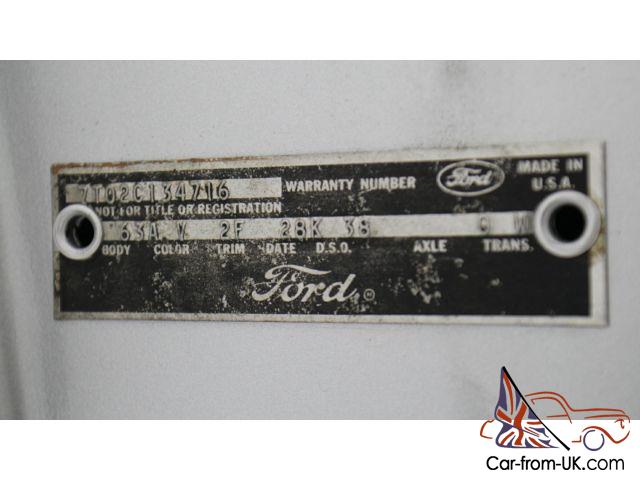 7T02C134716 WARRANTY NUMBER Ford MADE IN U.S.A.
NOT FOR TITLE OR REGISTRATION
63A V 2F 28K 38 W
BODY COLOR TRIM DATE D.S.O. AXLE TRANS.
Ford
Car-from-UK.com